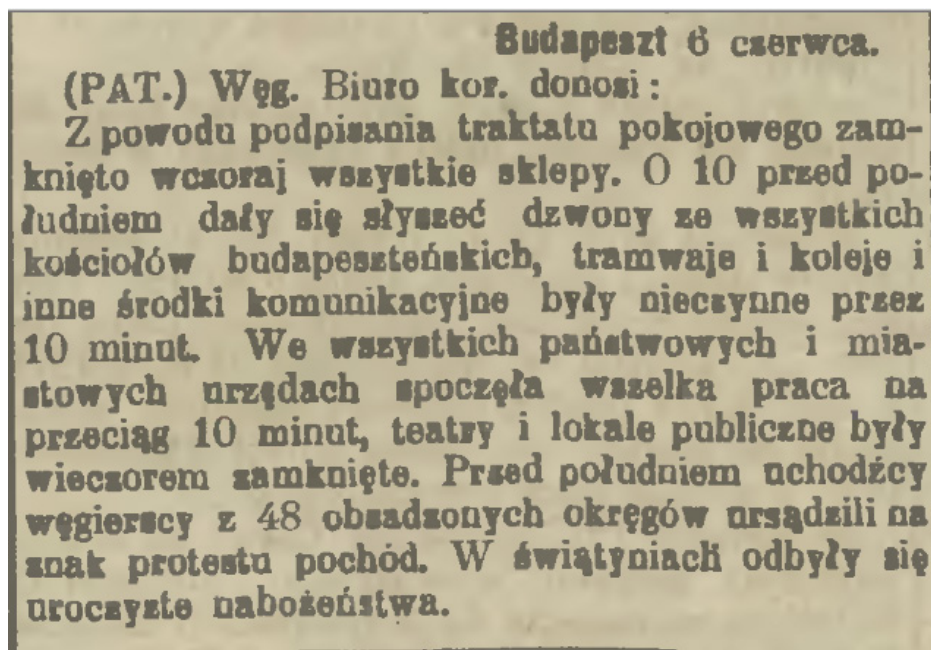 Budapeszt 6 czerwca.
(PAT.) Węg. Biuro kor. donosi:
Z powodu podpisania traktatu pokojowego zam-
knięto wczoraj wszystkie sklepy. O 10 przed po-
łudniem dały się słyszeć dzwony ze wszystkich
kościołów budapeszteńskich, tramwaje i koleje i
inne środki komunikacyjne były nieczynne przez
10 minut. We wszystkich państwowych i mia-
stowych urzędach spoczęła wszelka praca na
przeciąg 10 minut, teatry i lokale publiczne były
wieczorem zamknięte. Przed południem uchodźcy
węgierscy z 48 obsadzonych okręgów urządzili na
znak protestu pochód. W świątyniach odbyły się
uroczyste nabożeństwa.